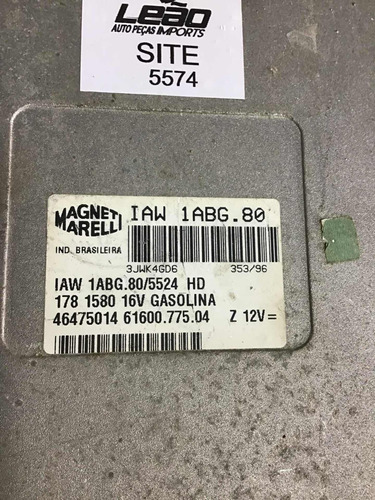 LEÃO
AUTO PEÇAS IMPORTS
SITE
5574
MAGNETI MARELLI
IAW 1ABG.80
IND. BRASILEIRA
3JWK4GD6 353/96
IAW 1ABG.80/5524 HD
178 1580 16V GASOLINA
46475014 61600.775.04 Z 12V=